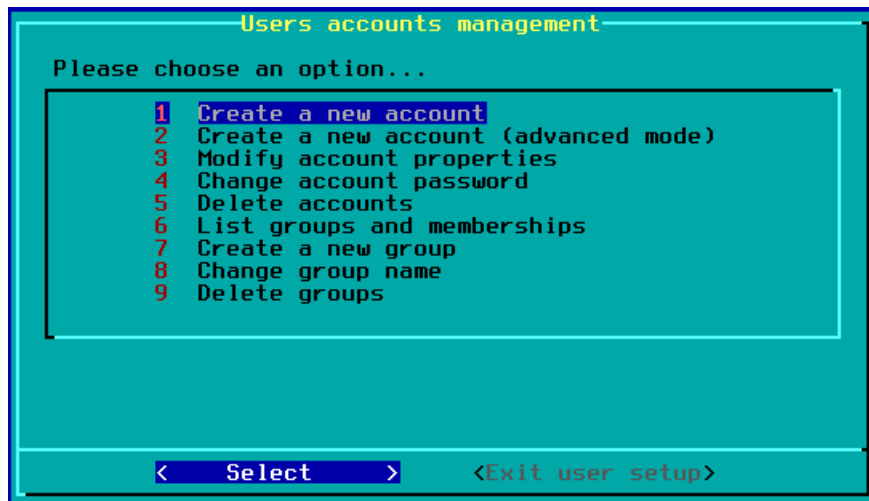 Users accounts management
Please choose an option...
1 Create a new account
2 Create a new account (advanced mode)
3 Modify account properties
4 Change account password
5 Delete accounts
6 List groups and memberships
7 Create a new group
8 Change group name
9 Delete groups
< Select > <Exit user setup>